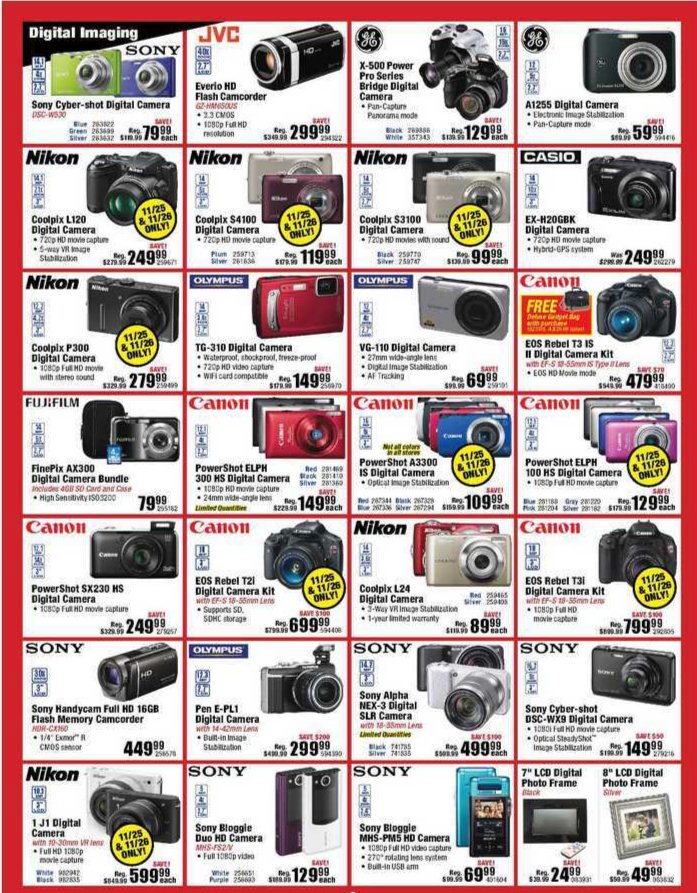 Digital Imaging
SONY
Sony Cyber-shot Digital Camera
DSC-W530
Blue 263622
Green 263699
Silver 263632
SAVE!
Reg. $119.99 79.99
JVC
Everio HD
Flash Camcorder
GZ-HM650US
• 3.3 CMOS
• 1080p Full HD
resolution
SAVE!
Reg. $349.99 299.99
294322
X-500 Power
Pro Series
Bridge Digital
Camera
• Pan-Capture
Panorama mode
Black 269886
White 357343
SAVE!
Reg. $139.99 129.99
A1255 Digital Camera
• Electronic Image Stabilization
• Pan-Capture mode
SAVE!
Reg. $69.99 59.99
594416
Nikon
Coolpix L120
Digital Camera
• 720p HD movie capture
• 5-way VR Image
Stabilization
11/25 & 11/26 ONLY!
SAVE!
Reg. $279.99 249.99
259671
Nikon
Coolpix S4100
Digital Camera
• 720p HD movie capture
Plum 259713
Silver 261836
11/25 & 11/26 ONLY!
SAVE!
Reg. $179.99 119.99 each
Nikon
Coolpix S3100
Digital Camera
• 720p HD movies with sound
Black 259770
Silver 259747
11/25 & 11/26 ONLY!
SAVE!
Reg. $139.99 99.99 each
CASIO
EX-H20GBK
Digital Camera
• 720p HD movie capture
• Hybrid-GPS system
SAVE!
Was $299.99 249.99
262279
Nikon
Coolpix P300
Digital Camera
• 1080p Full HD movie
with stereo sound
11/25 & 11/26 ONLY!
SAVE!
Reg. $329.99 279.99
259499
OLYMPUS
TG-310 Digital Camera
• Waterproof, shockproof, freeze-proof
• 720p HD video capture
• WiFi card compatible
SAVE!
Reg. $179.99 149.99
259570
OLYMPUS
VG-110 Digital Camera
• 27mm wide-angle lens
• Digital Image Stabilization
• AF Tracking
SAVE!
Reg. $99.99 69.99
259191
Canon
FREE
Deluxe Gadget Bag
with purchase
EOS Rebel T3 IS
II Digital Camera Kit
with EF-S 18-55mm IS Type II Lens
• EOS HD Movie mode
SAVE $70
Reg. $549.99 479.99
418490
FUJIFILM
FinePix AX300
Digital Camera Bundle
Includes 4GB SD Card and Case
• High Sensitivity ISO3200
79.99
255162
Canon
PowerShot ELPH
300 HS Digital Camera
• 1080p HD movie capture
• 24mm wide-angle lens
Limited Quantities
Red 281469
Black 281410
Silver 281360
SAVE!
Reg. $229.99 149.99 each
Canon
Not all colors
in all stores
PowerShot A3300
IS Digital Camera
• Optical Image Stabilization
Red 267344 Black 267328
Blue 267336 Silver 267294
11/25 & 11/26 ONLY!
SAVE!
Reg. $159.99 109.99 each
Canon
PowerShot ELPH
100 HS Digital Camera
• 1080p Full HD movie capture
Blue 281188 Gray 281220
Pink 281204 Silver 281162
11/25 & 11/26 ONLY!
SAVE!
Reg. $179.99 129.99 each
Canon
PowerShot SX230 HS
Digital Camera
• 1080p Full HD movie capture
SAVE!
Reg. $329.99 249.99
279257
Canon
EOS Rebel T2i
Digital Camera Kit
with EF-S 18-55mm Lens
• Supports SD,
SDHC storage
11/25 & 11/26 ONLY!
SAVE $100
Reg. $799.99 699.99
594408
Nikon
Coolpix L24
Digital Camera
• 3-Way VR Image Stabilization
• 1-year limited warranty
Red 259465
Silver 259408
SAVE!
Reg. $119.99 89.99 each
Canon
EOS Rebel T3i
Digital Camera Kit
with EF-S 18-55mm Lens
• 1080p Full HD
movie capture
11/25 & 11/26 ONLY!
SAVE $100
Reg. $899.99 799.99
292805
SONY
Sony Handycam Full HD 16GB
Flash Memory Camcorder
HDR-CX160
• 1/4" Exmor™ R
CMOS sensor
449.99
256576
OLYMPUS
Pen E-PL1
Digital Camera
with 14-42mm Lens
• Built-in Image
Stabilization
SAVE $200
Reg. $499.99 299.99
594390
SONY
Sony Alpha
NEX-3 Digital
SLR Camera
with 18-55mm Lens
Limited Quantities
Black 741785
Silver 741835
SAVE $100
Reg. $599.99 499.99 each
SONY
Sony Cyber-shot
DSC-WX9 Digital Camera
• 1080p Full HD movie capture
• Optical SteadyShot™
Image Stabilization
SAVE $50
Reg. $199.99 149.99
279216
Nikon
1 J1 Digital
Camera
with 10-30mm VR lens
• Full HD 1080p
movie capture
White 982942
Black 982835
11/25 & 11/26 ONLY!
SAVE!
Reg. $649.99 599.99 each
SONY
Sony Bloggie
Duo HD Camera
MHS-FS2/V
• Full 1080p video
White 256651
Purple 256693
SAVE!
Reg. $169.99 129.99 each
SONY
Sony Bloggie
MHS-PM5 HD Camera
• Full 1080p video capture
• 270° rotating lens system
• Built-in USB arm
SAVE!
Reg. $99.99 69.99
401604
7" LCD Digital
Photo Frame
Black
SAVE!
Reg. $39.99 24.99
063931
8" LCD Digital
Photo Frame
Silver
SAVE!
Reg. $59.99 49.99
063832